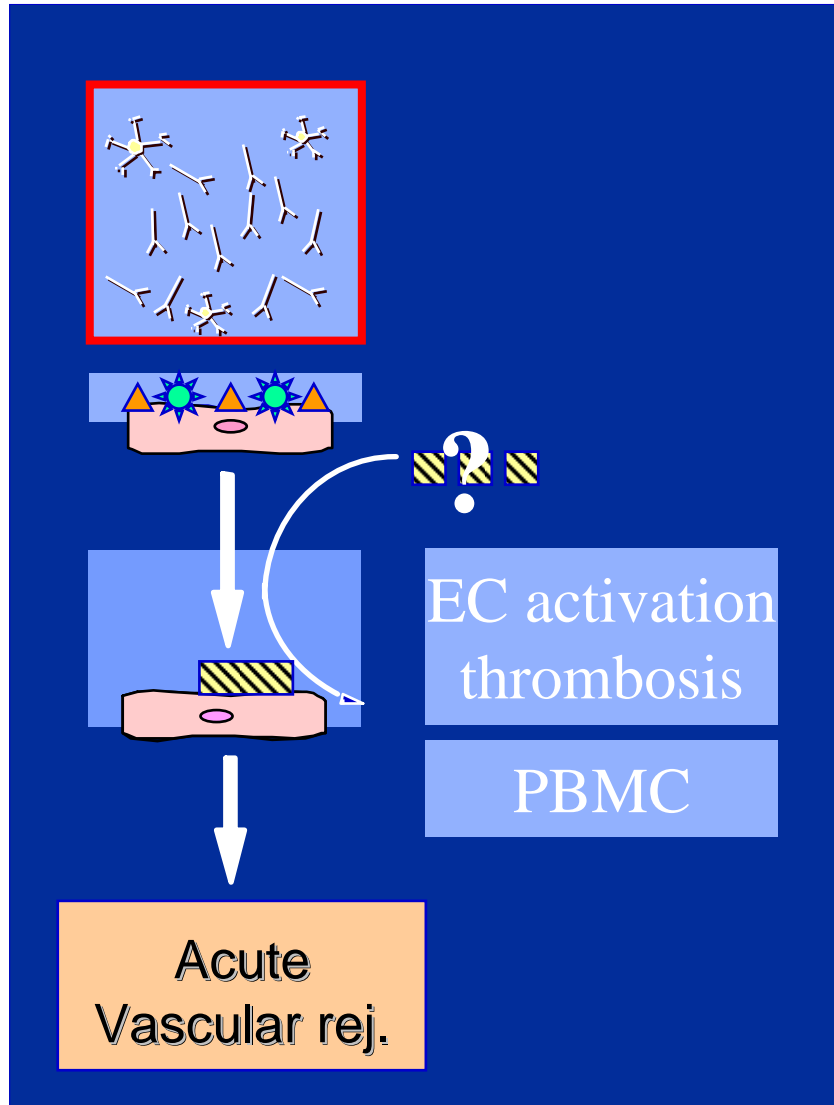 ?
EC activation
thrombosis
PBMC
Acute
Vascular rej.